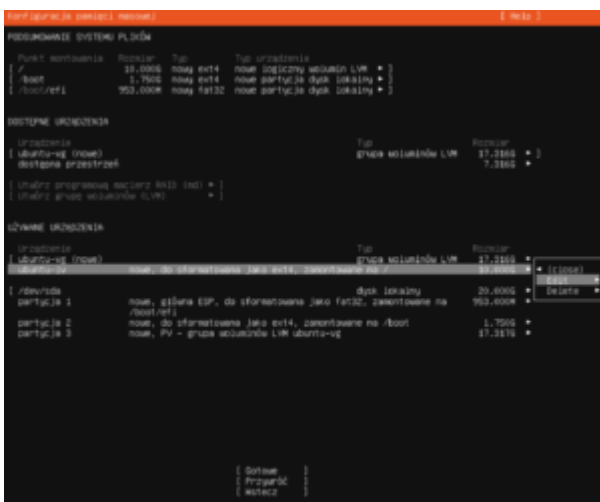 Konfiguracja pamięci masowej [ Help ]
PODSUMOWANIE SYSTEMU PLIKÓW
Punkt montowania Rozmiar Typ Typ urządzenia
[ / 10.000G nowy ext4 nowe logiczny wolumin LVM ▸ ]
[ /boot 1.750G nowy ext4 nowe partycja dysk lokalny ▸ ]
[ /boot/efi 953.000M nowy fat32 nowe partycja dysk lokalny ▸ ]
DOSTĘPNE URZĄDZENIA
Urządzenie Typ Rozmiar
[ ubuntu-vg (nowe) grupa woluminów LVM 17.316G ▸ ]
dostępna przestrzeń 7.316G ▸
[ Utwórz programową macierz RAID (md) ▸ ]
[ Utwórz grupę woluminów (LVM) ▸ ]
UŻYWANE URZĄDZENIA
Urządzenie Typ Rozmiar
[ ubuntu-vg (nowe) grupa woluminów LVM 17.316G ▸
ubuntu-lv nowe, do sformatowana jako ext4, zamontowane na / 10.000G ▸ ◂ (close)
Edit ▸
[ /dev/sda dysk lokalny 20.000G ▸ Delete ▸
partycja 1 nowe, główna ESP, do sformatowana jako fat32, zamontowane na 953.000M ▸
/boot/efi
partycja 2 nowe, do sformatowana jako ext4, zamontowane na /boot 1.750G ▸
partycja 3 nowe, PV – grupa woluminów LVM ubuntu-vg 17.317G ▸
[ Gotowe ]
[ Przywróć ]
[ Wstecz ]